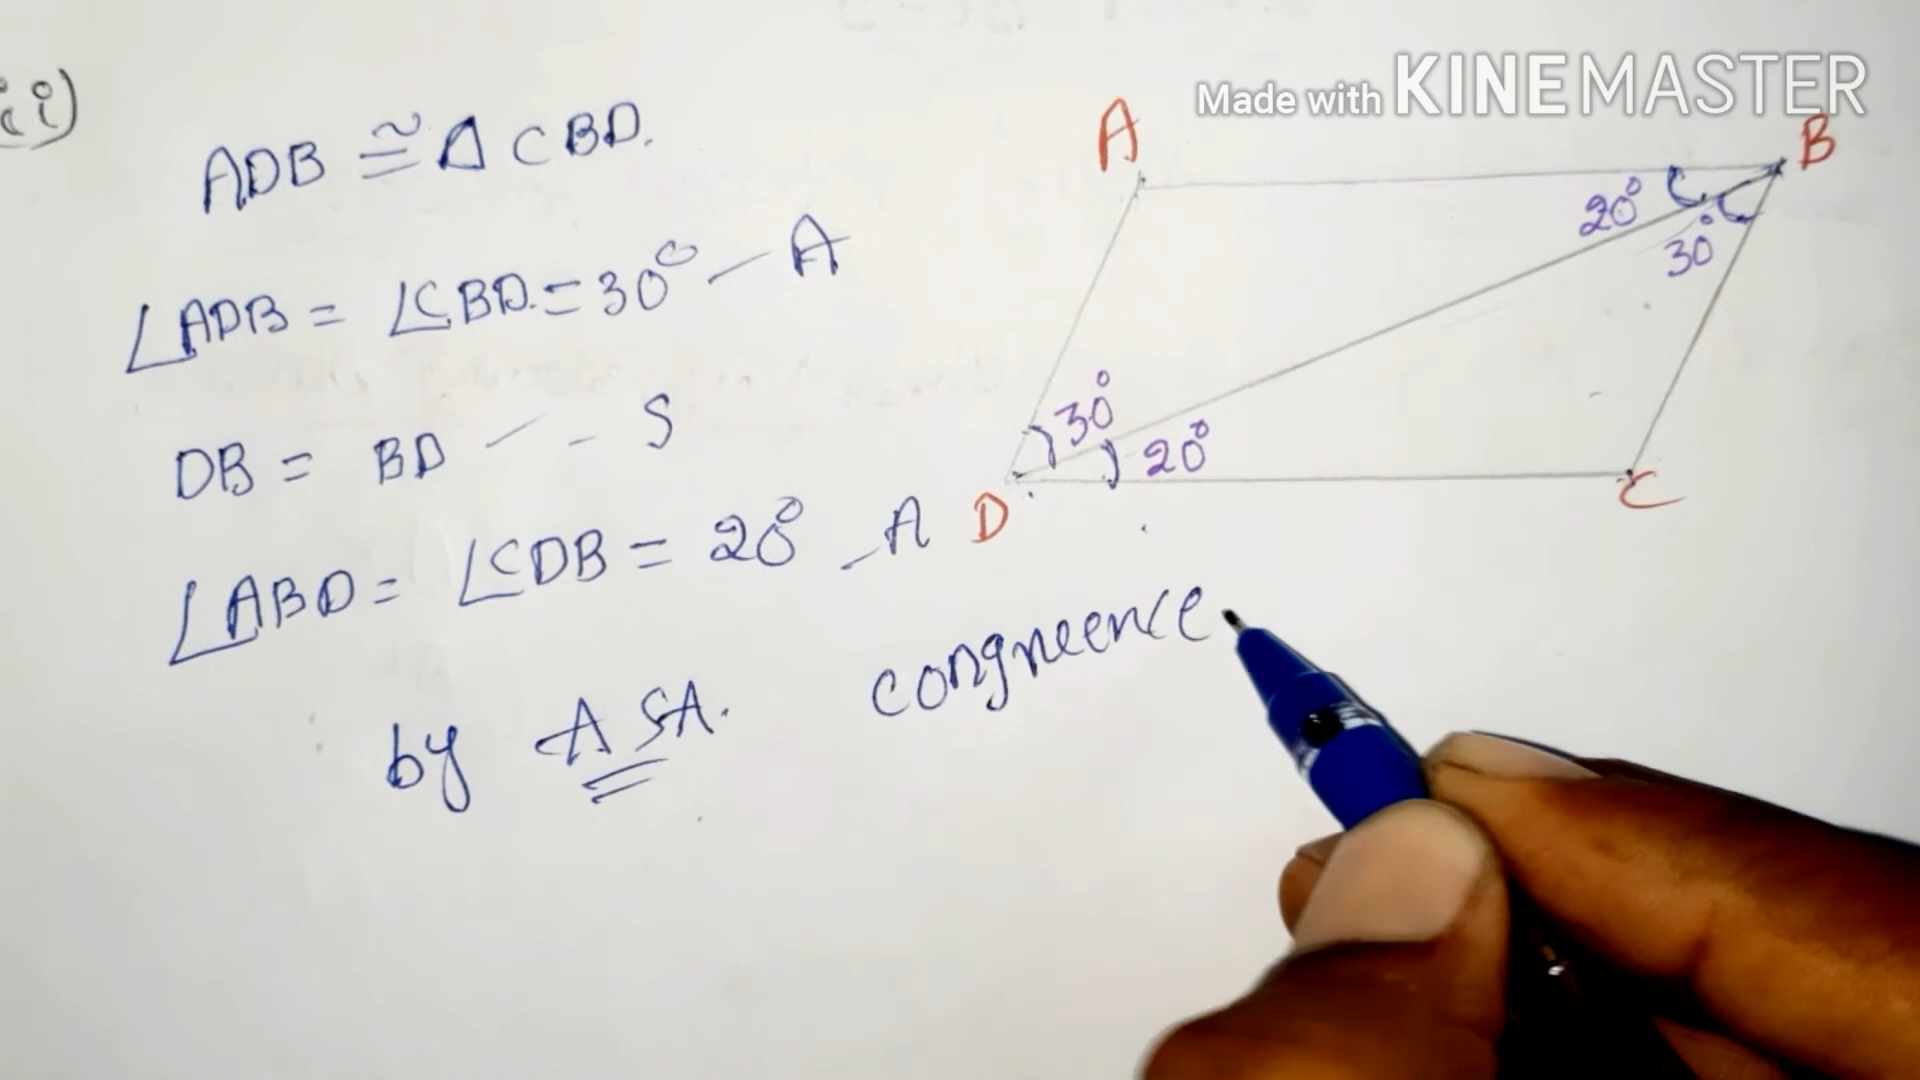 ii)
ADB ≅ Δ CBD.
∠ADB = ∠CBD. = 30° — A
DB = BD — - S
∠ABD = ∠CDB = 20° - A
by ASA. congreence
Made with KINEMASTER
A
B
20°
30°
30°
20°
D
C